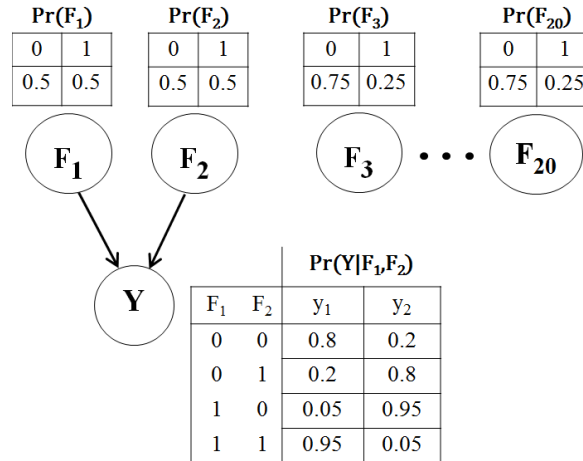 Pr(F₁) Pr(F₂) Pr(F₃) Pr(F₂₀)
0 1 0 1 0 1 0 1
0.5 0.5 0.5 0.5 0.75 0.25 0.75 0.25
F₁ F₂ F₃ • • • F₂₀
Pr(Y|F₁,F₂)
Y
F₁ F₂ y₁ y₂
0 0 0.8 0.2
0 1 0.2 0.8
1 0 0.05 0.95
1 1 0.95 0.05